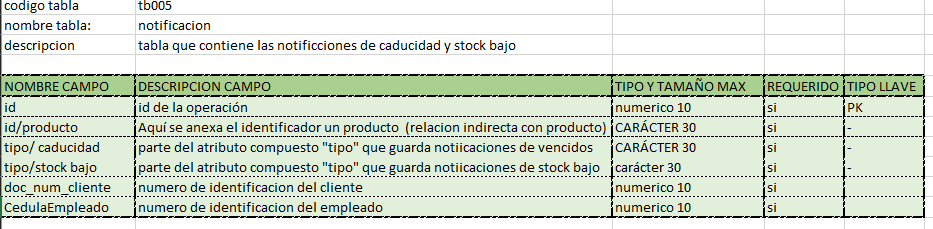 codigo tabla tb005
nombre tabla: notificacion
descripcion tabla que contiene las notificciones de caducidad y stock bajo
NOMBRE CAMPO DESCRIPCION CAMPO TIPO Y TAMAÑO MAX REQUERIDO TIPO LLAVE
id id de la operación numerico 10 si PK
id/producto Aquí se anexa el identificador un producto (relacion indirecta con producto) CARÁCTER 30 si -
tipo/ caducidad parte del atributo compuesto "tipo" que guarda notiicaciones de vencidos CARÁCTER 30 si -
tipo/stock bajo parte del atributo compuesto "tipo" que guarda notiicaciones de stock bajo carácter 30 si -
doc_num_cliente numero de identificacion del cliente numerico 10 si
CedulaEmpleado numero de identificacion del empleado numerico 10 si